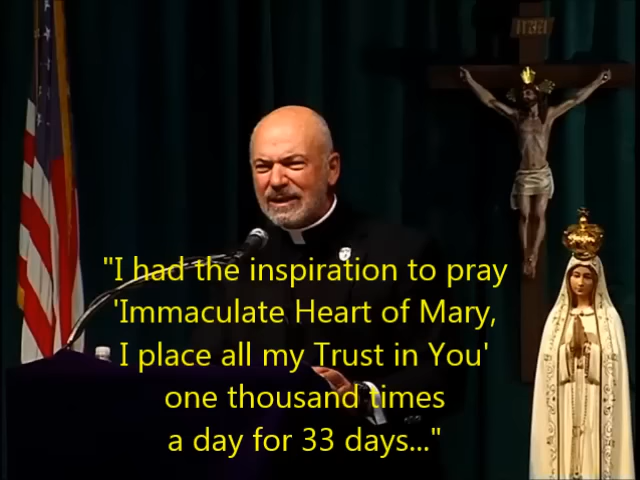 INRI
"I had the inspiration to pray
'Immaculate Heart of Mary,
I place all my Trust in You'
one thousand times
a day for 33 days..."